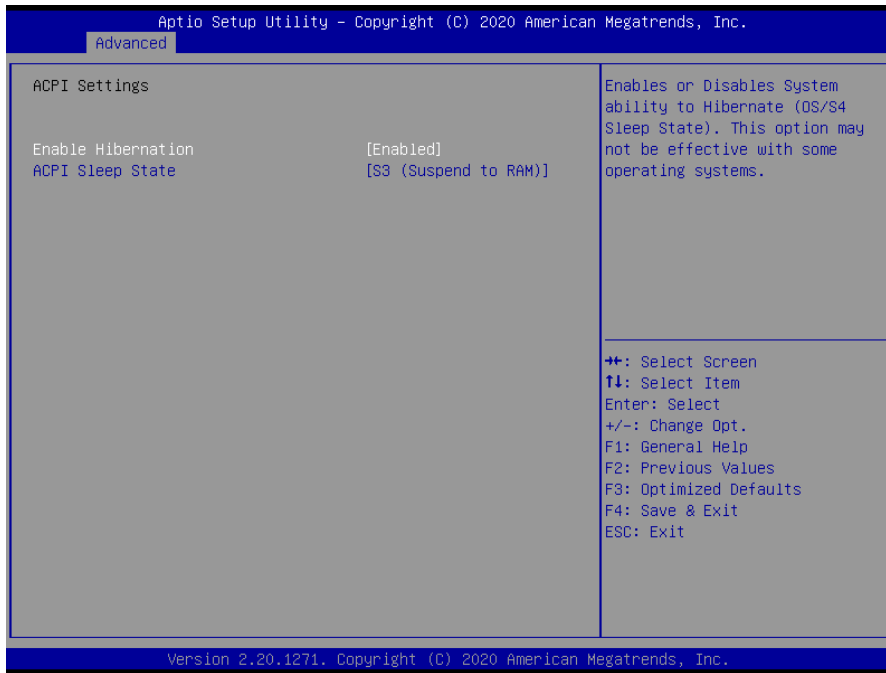 Aptio Setup Utility – Copyright (C) 2020 American Megatrends, Inc.
Advanced
ACPI Settings
Enable Hibernation [Enabled]
ACPI Sleep State [S3 (Suspend to RAM)]
Enables or Disables System
ability to Hibernate (OS/S4
Sleep State). This option may
not be effective with some
operating systems.
→←: Select Screen
↑↓: Select Item
Enter: Select
+/-: Change Opt.
F1: General Help
F2: Previous Values
F3: Optimized Defaults
F4: Save & Exit
ESC: Exit
Version 2.20.1271. Copyright (C) 2020 American Megatrends, Inc.